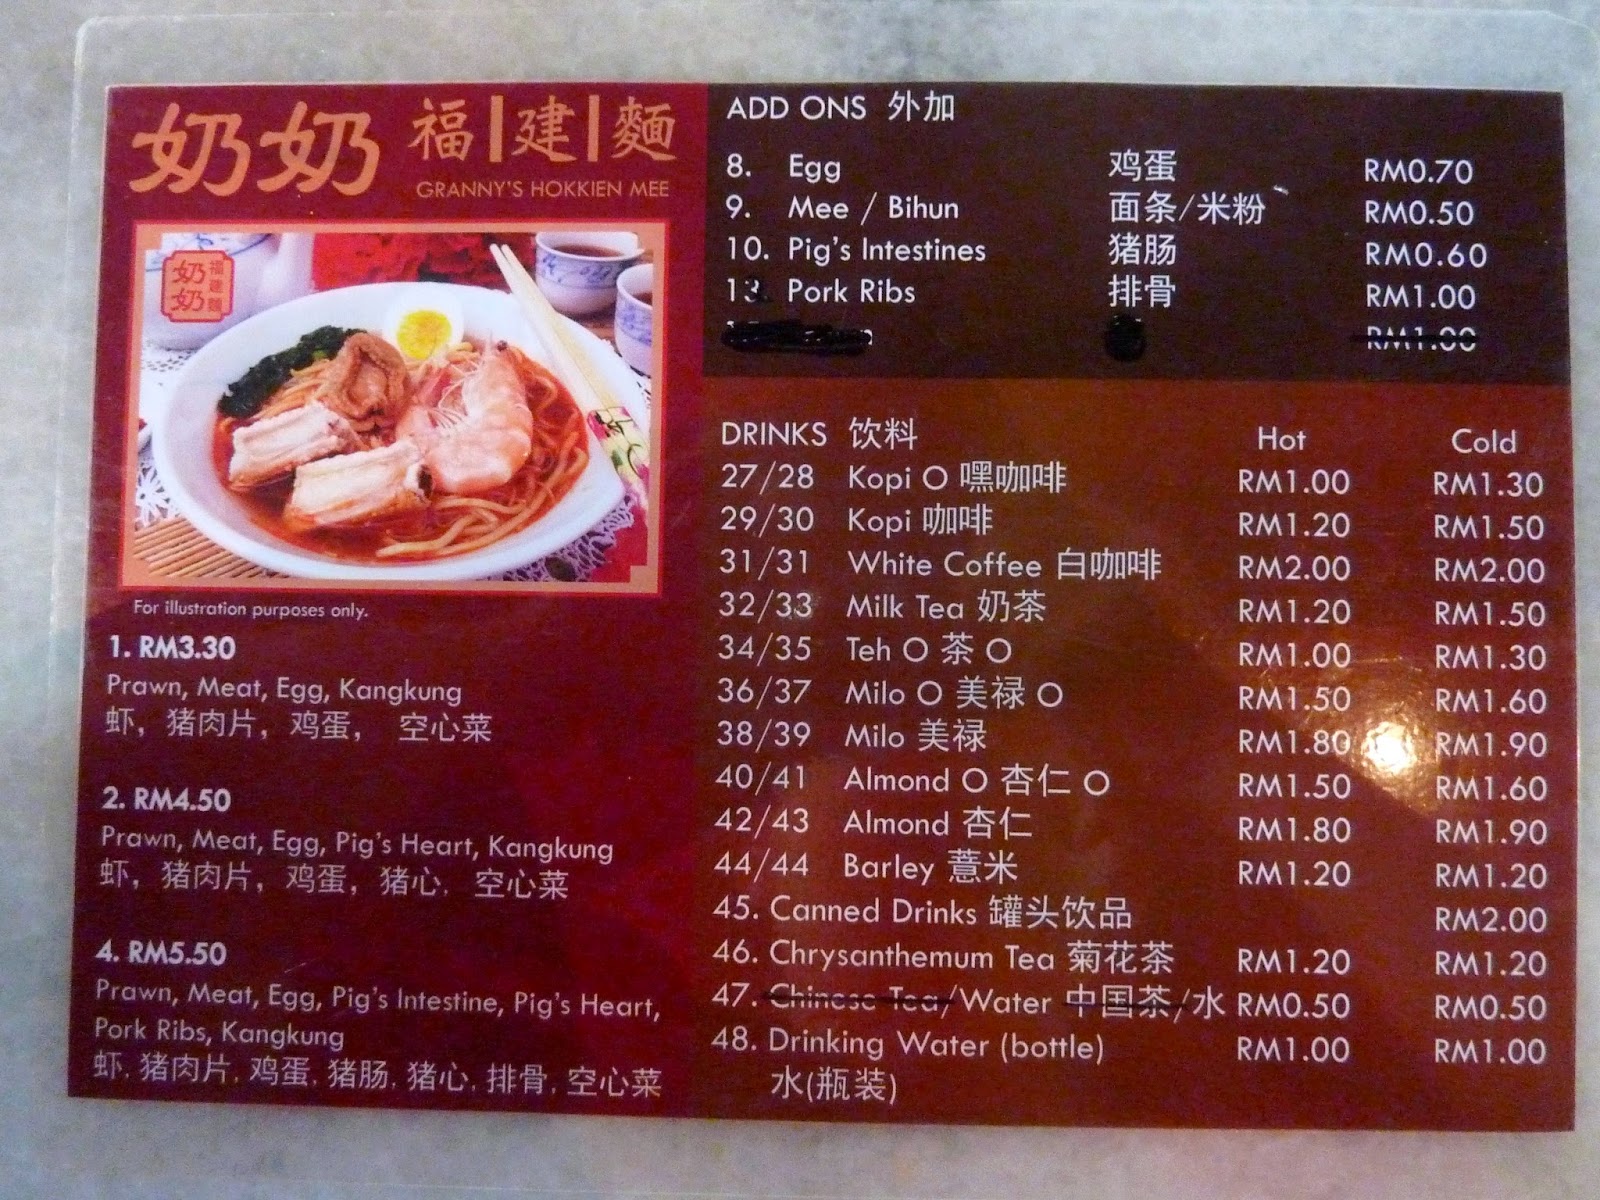 奶奶 福建麵
GRANNY'S HOKKIEN MEE
奶奶 福建麵
For illustration purposes only.
1. RM3.30
Prawn, Meat, Egg, Kangkung
虾，猪肉片，鸡蛋， 空心菜
2. RM4.50
Prawn, Meat, Egg, Pig's Heart, Kangkung
虾，猪肉片，鸡蛋，猪心, 空心菜
4. RM5.50
Prawn, Meat, Egg, Pig's Intestine, Pig's Heart,
Pork Ribs, Kangkung
虾, 猪肉片, 鸡蛋, 猪肠, 猪心, 排骨, 空心菜
ADD ONS 外加
8. Egg 鸡蛋 RM0.70
9. Mee / Bihun 面条/米粉 RM0.50
10. Pig's Intestines 猪肠 RM0.60
Pork Ribs 排骨 RM1.00
RM1.00
DRINKS 饮料 Hot Cold
27/28 Kopi O 嘿咖啡 RM1.00 RM1.30
29/30 Kopi 咖啡 RM1.20 RM1.50
31/31 White Coffee 白咖啡 RM2.00 RM2.00
32/33 Milk Tea 奶茶 RM1.20 RM1.50
34/35 Teh O 茶 O RM1.00 RM1.30
36/37 Milo O 美禄 O RM1.50 RM1.60
38/39 Milo 美禄 RM1.80 RM1.90
40/41 Almond O 杏仁 O RM1.50 RM1.60
42/43 Almond 杏仁 RM1.80 RM1.90
44/44 Barley 薏米 RM1.20 RM1.20
45. Canned Drinks 罐头饮品 RM2.00
46. Chrysanthemum Tea 菊花茶 RM1.20 RM1.20
47. Chinese Tea/Water 中国茶/水 RM0.50 RM0.50
48. Drinking Water (bottle) RM1.00 RM1.00
水(瓶装)